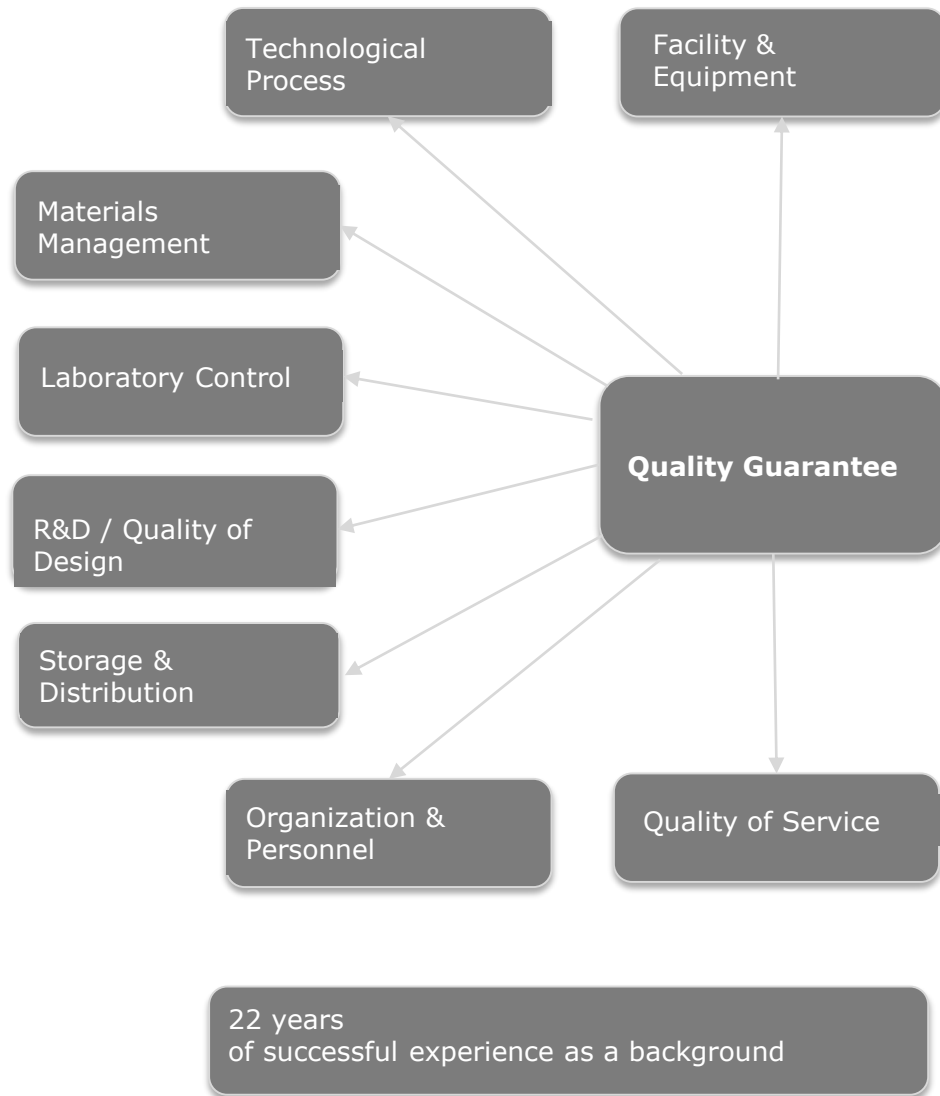 Technological
Process
Facility &
Equipment
Materials
Management
Laboratory Control
Quality Guarantee
R&D / Quality of
Design
Storage &
Distribution
Organization &
Personnel
Quality of Service
22 years
of successful experience as a background